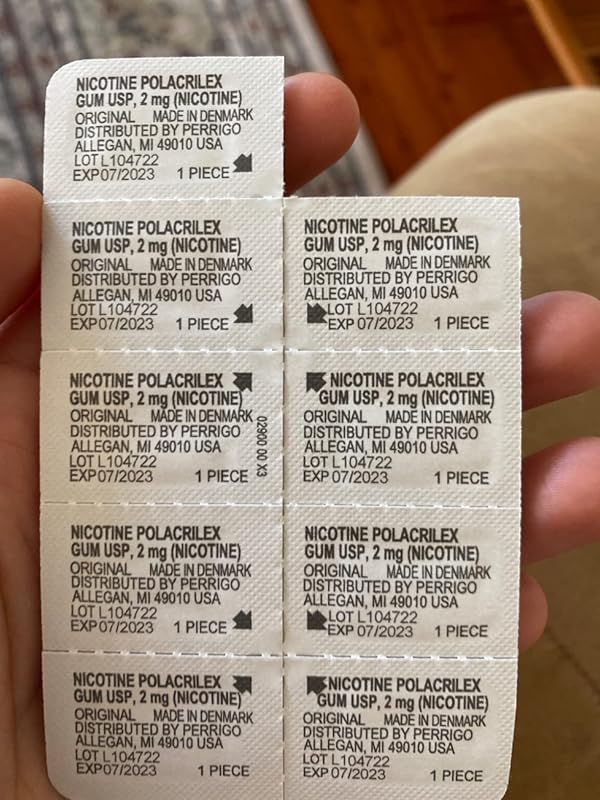 NICOTINE POLACRILEX
GUM USP, 2 mg (NICOTINE)
ORIGINAL MADE IN DENMARK
DISTRIBUTED BY PERRIGO
ALLEGAN, MI 49010 USA
LOT L104722
EXP 07/2023 1 PIECE
NICOTINE POLACRILEX
GUM USP, 2 mg (NICOTINE)
ORIGINAL MADE IN DENMARK
DISTRIBUTED BY PERRIGO
ALLEGAN, MI 49010 USA
LOT L104722
EXP 07/2023 1 PIECE
NICOTINE POLACRILEX
GUM USP, 2 mg (NICOTINE)
ORIGINAL MADE IN DENMARK
DISTRIBUTED BY PERRIGO
ALLEGAN, MI 49010 USA
LOT L104722
EXP 07/2023 1 PIECE
NICOTINE POLACRILEX
GUM USP, 2 mg (NICOTINE)
ORIGINAL MADE IN DENMARK
DISTRIBUTED BY PERRIGO
ALLEGAN, MI 49010 USA
LOT L104722
EXP 07/2023 1 PIECE
02900 00 X3
NICOTINE POLACRILEX
GUM USP, 2 mg (NICOTINE)
ORIGINAL MADE IN DENMARK
DISTRIBUTED BY PERRIGO
ALLEGAN, MI 49010 USA
LOT L104722
EXP 07/2023 1 PIECE
NICOTINE POLACRILEX
GUM USP, 2 mg (NICOTINE)
ORIGINAL MADE IN DENMARK
DISTRIBUTED BY PERRIGO
ALLEGAN, MI 49010 USA
LOT L104722
EXP 07/2023 1 PIECE
NICOTINE POLACRILEX
GUM USP, 2 mg (NICOTINE)
ORIGINAL MADE IN DENMARK
DISTRIBUTED BY PERRIGO
ALLEGAN, MI 49010 USA
LOT L104722
EXP 07/2023 1 PIECE
NICOTINE POLACRILEX
GUM USP, 2 mg (NICOTINE)
ORIGINAL MADE IN DENMARK
DISTRIBUTED BY PERRIGO
ALLEGAN, MI 49010 USA
LOT L104722
EXP 07/2023 1 PIECE
NICOTINE POLACRILEX
GUM USP, 2 mg (NICOTINE)
ORIGINAL MADE IN DENMARK
DISTRIBUTED BY PERRIGO
ALLEGAN, MI 49010 USA
LOT L104722
EXP 07/2023 1 PIECE